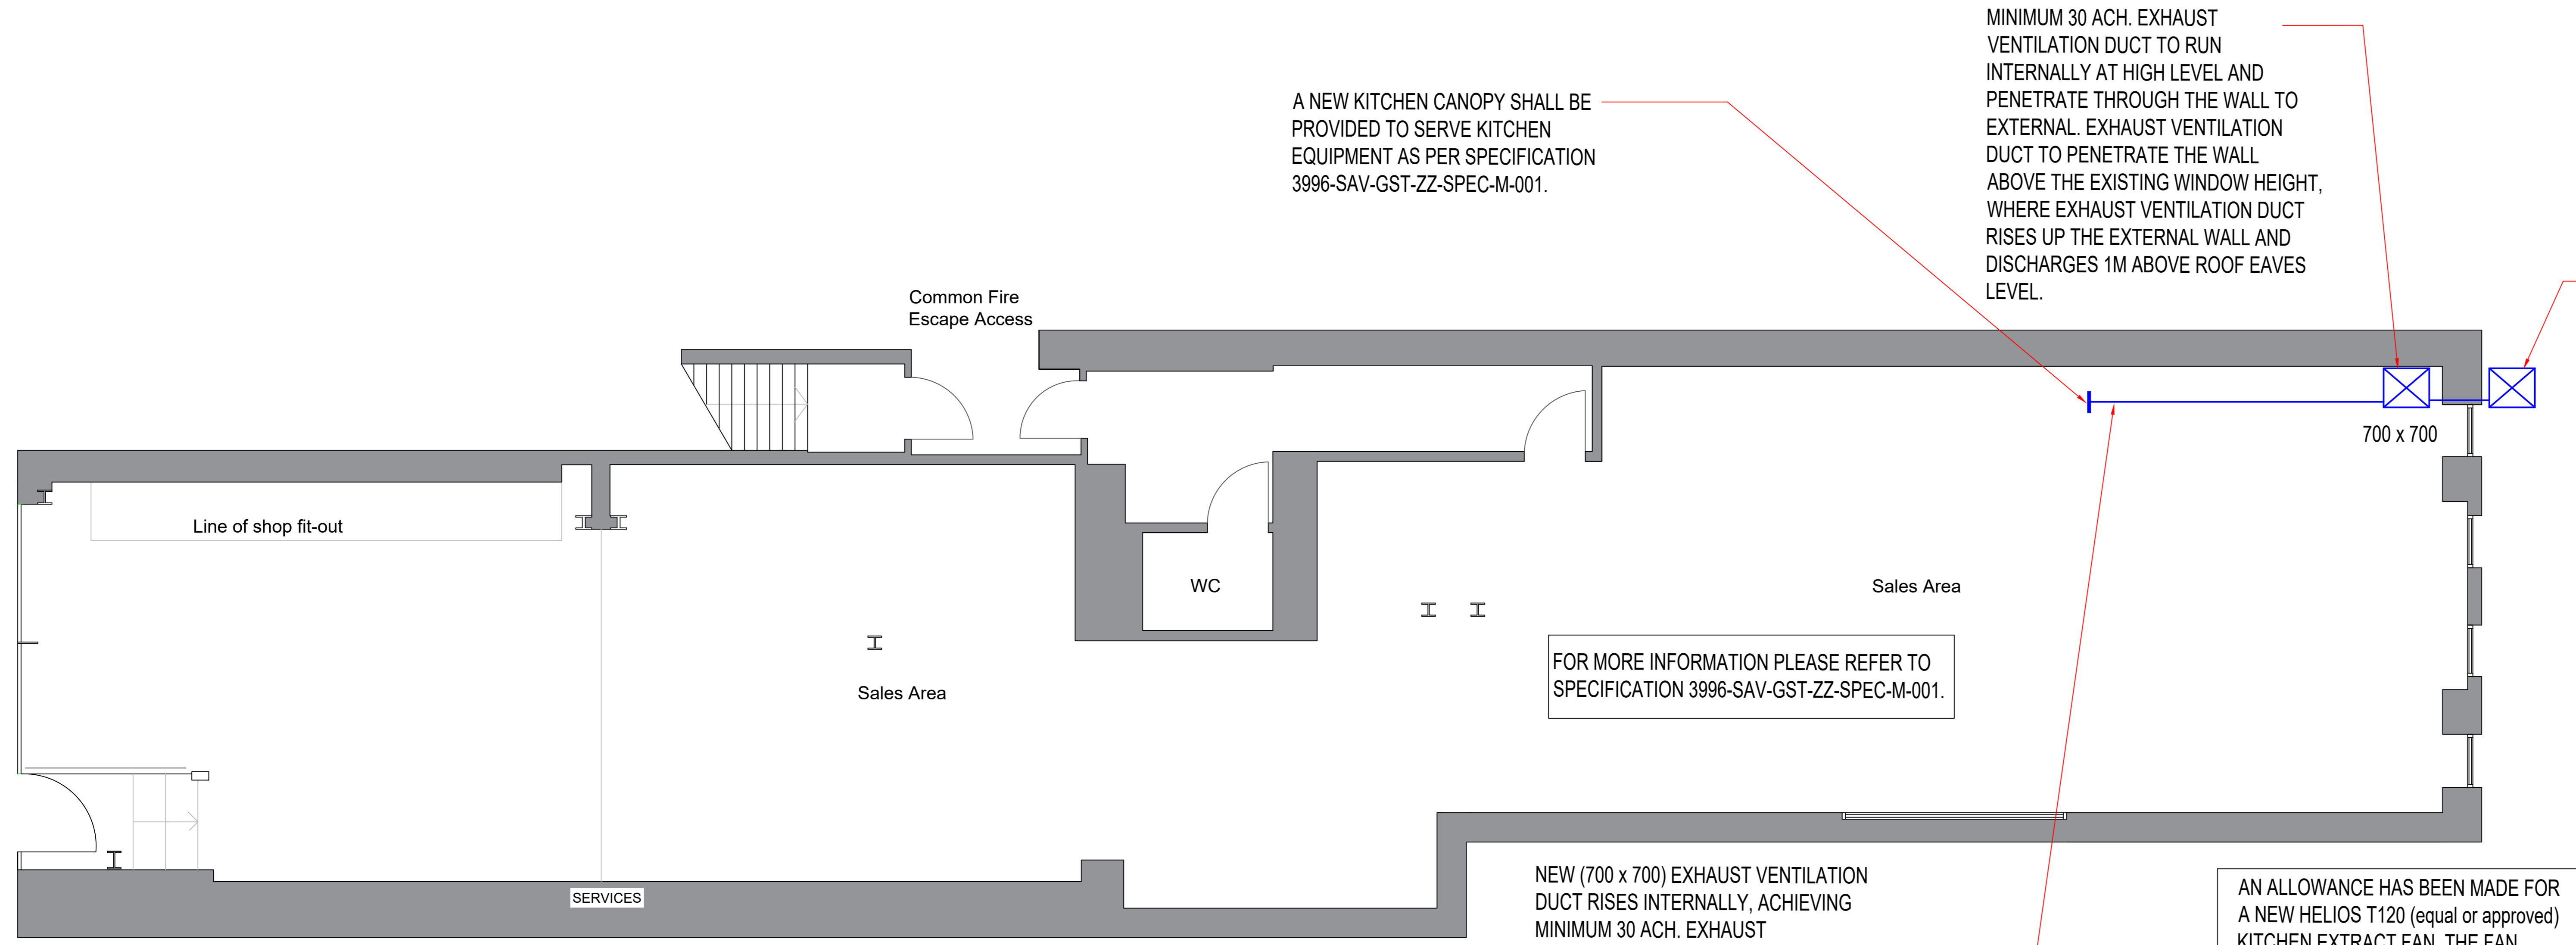 MINIMUM 30 ACH. EXHAUST
VENTILATION DUCT TO RUN
INTERNALLY AT HIGH LEVEL AND
PENETRATE THROUGH THE WALL TO
EXTERNAL. EXHAUST VENTILATION
DUCT TO PENETRATE THE WALL
ABOVE THE EXISTING WINDOW HEIGHT,
WHERE EXHAUST VENTILATION DUCT
RISES UP THE EXTERNAL WALL AND
DISCHARGES 1M ABOVE ROOF EAVES
LEVEL.
A NEW KITCHEN CANOPY SHALL BE
PROVIDED TO SERVE KITCHEN
EQUIPMENT AS PER SPECIFICATION
3996-SAV-GST-ZZ-SPEC-M-001.
Common Fire
Escape Access
700 x 700
Line of shop fit-out
WC
Sales Area
FOR MORE INFORMATION PLEASE REFER TO
SPECIFICATION 3996-SAV-GST-ZZ-SPEC-M-001.
Sales Area
SERVICES
NEW (700 x 700) EXHAUST VENTILATION
DUCT RISES INTERNALLY, ACHIEVING
MINIMUM 30 ACH. EXHAUST
AN ALLOWANCE HAS BEEN MADE FOR
A NEW HELIOS T120 (equal or approved)
KITCHEN EXTRACT FAN. THE FAN